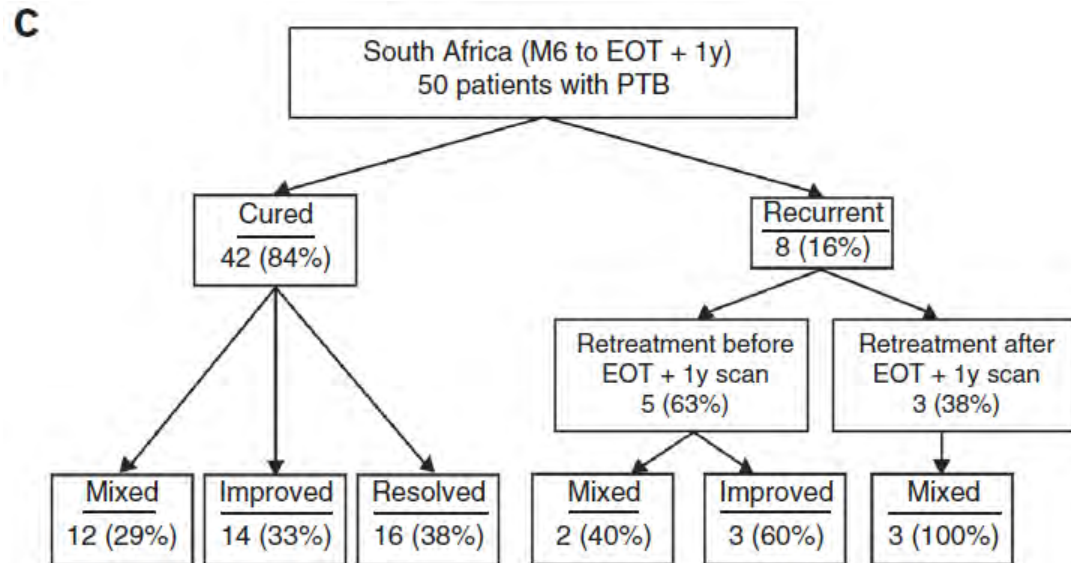 C
South Africa (M6 to EOT + 1y)
50 patients with PTB
Cured
42 (84%)
Recurrent
8 (16%)
Retreatment before
EOT + 1y scan
5 (63%)
Retreatment after
EOT + 1y scan
3 (38%)
Mixed
12 (29%)
Improved
14 (33%)
Resolved
16 (38%)
Mixed
2 (40%)
Improved
3 (60%)
Mixed
3 (100%)